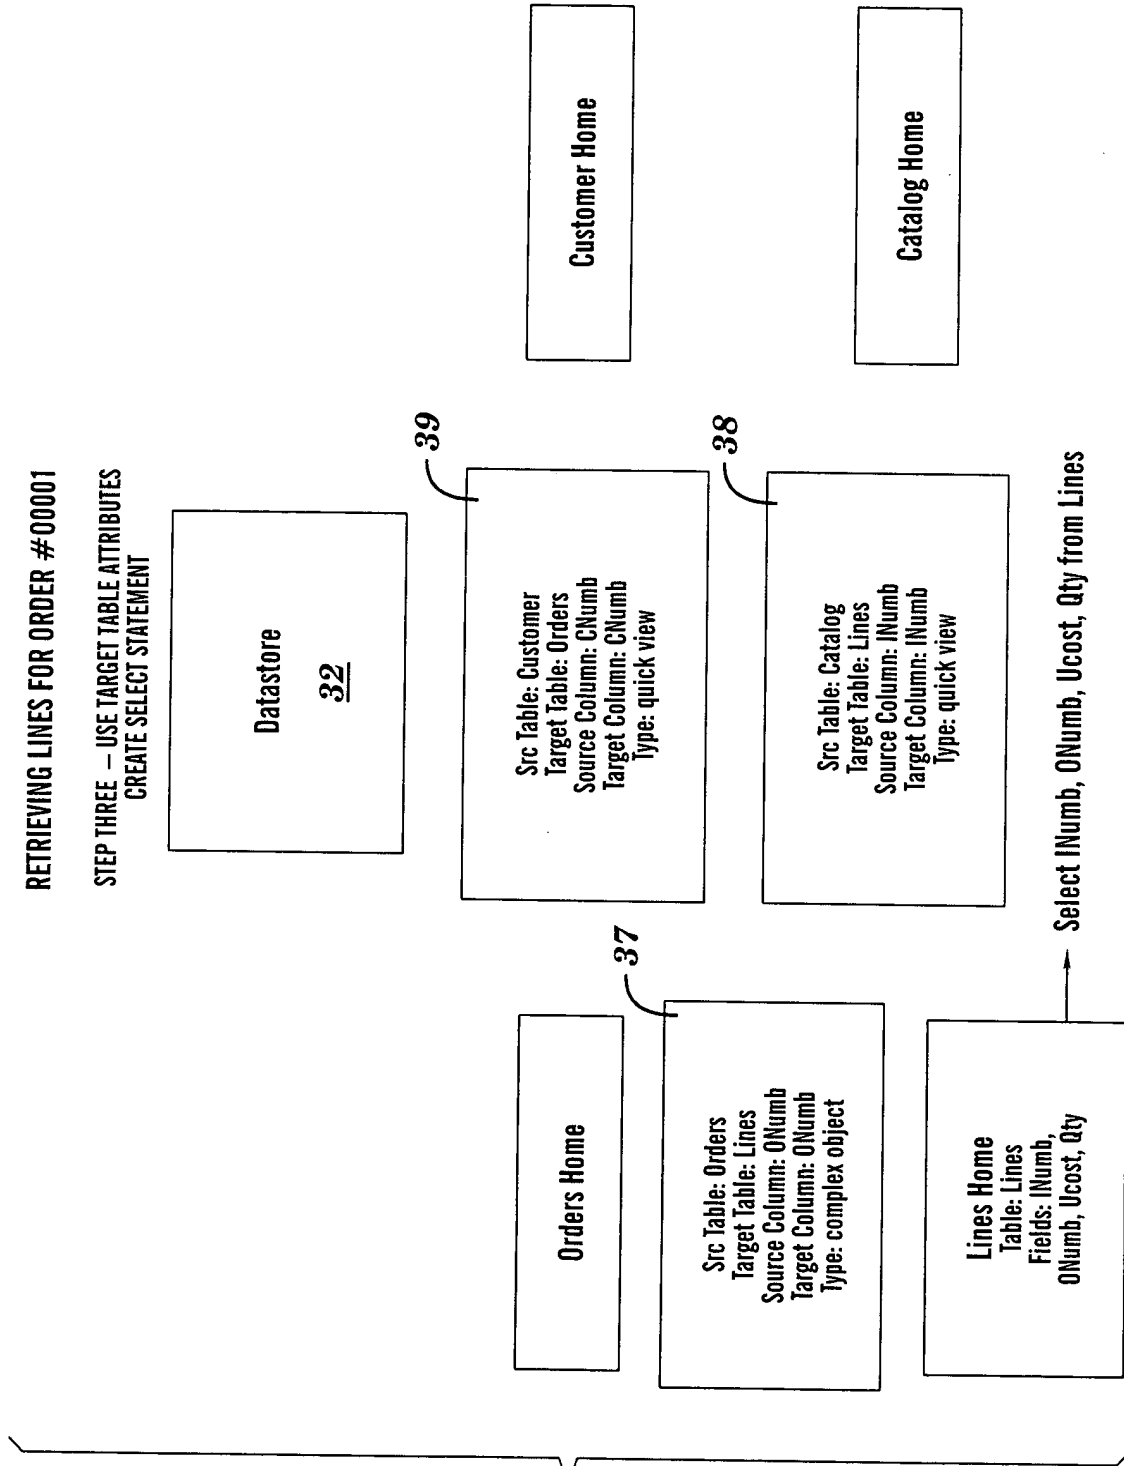 RETRIEVING LINES FOR ORDER #00001
STEP THREE – USE TARGET TABLE ATTRIBUTES
CREATE SELECT STATEMENT
Datastore
32
Orders Home
39
Src Table: Customer
Target Table: Orders
Source Column: CNumb
Target Column: CNumb
Type: quick view
Customer Home
37
Src Table: Orders
Target Table: Lines
Source Column: ONumb
Target Column: ONumb
Type: complex object
38
Src Table: Catalog
Target Table: Lines
Source Column: INumb
Target Column: INumb
Type: quick view
Catalog Home
Lines Home
Table: Lines
Fields: INumb,
ONumb, Ucost, Qty
Select INumb, ONumb, Ucost, Qty from Lines